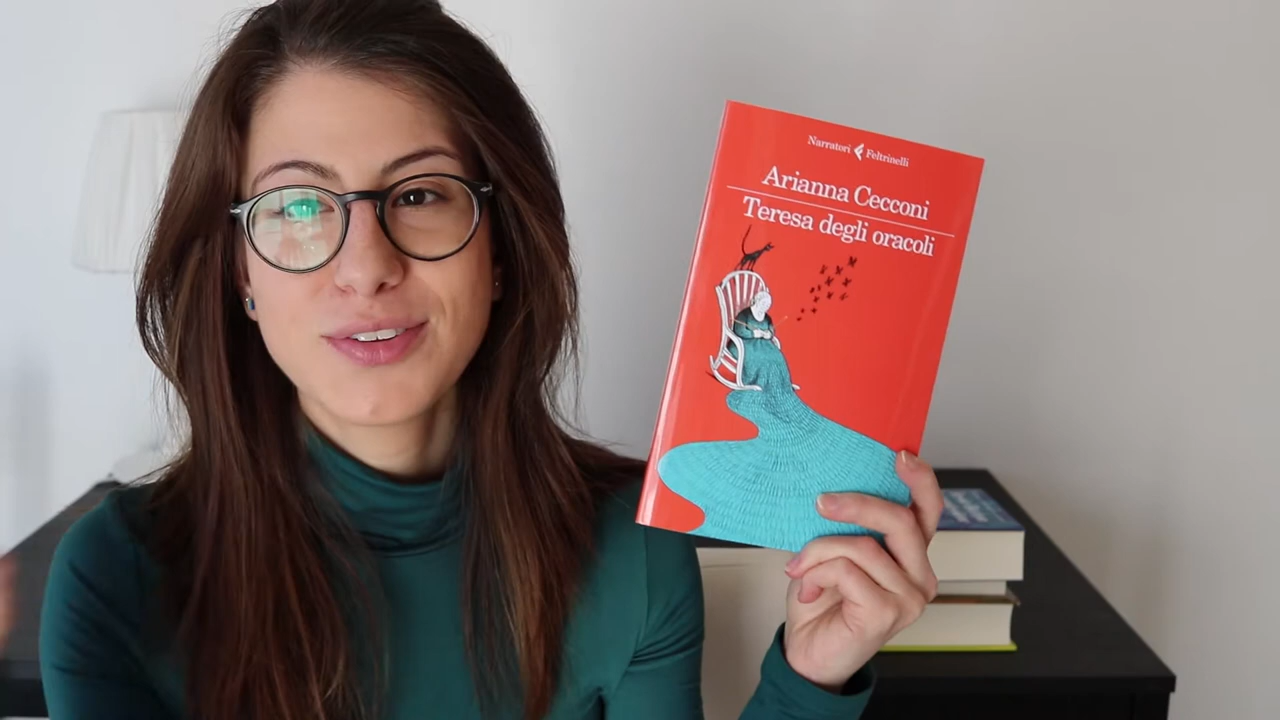 Narratori Feltrinelli
Arianna Cecconi
Teresa degli oracoli